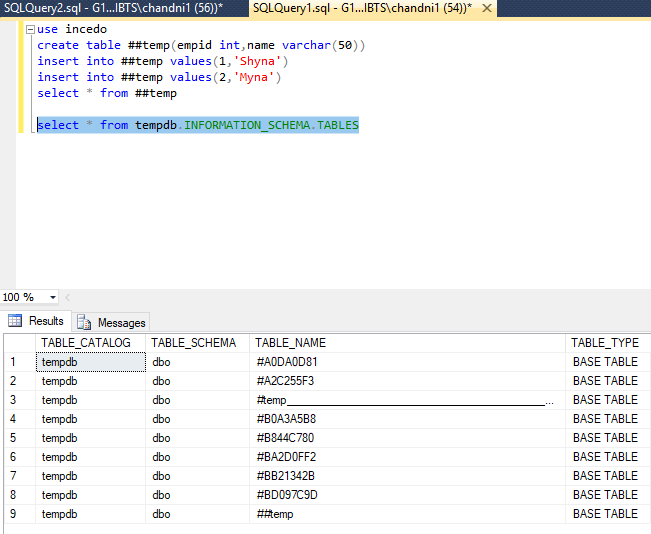 SQLQuery2.sql - G1...IBTS\chandni1 (56))* SQLQuery1.sql - G1...IBTS\chandni1 (54))*
use incedo
create table ##temp(empid int,name varchar(50))
insert into ##temp values(1,'Shyna')
insert into ##temp values(2,'Myna')
select * from ##temp
select * from tempdb.INFORMATION_SCHEMA.TABLES
100 %
Results Messages
TABLE_CATALOG TABLE_SCHEMA TABLE_NAME TABLE_TYPE
1 tempdb dbo #A0DA0D81 BASE TABLE
2 tempdb dbo #A2C255F3 BASE TABLE
3 tempdb dbo #temp_______________________________________... BASE TABLE
4 tempdb dbo #B0A3A5B8 BASE TABLE
5 tempdb dbo #B844C780 BASE TABLE
6 tempdb dbo #BA2D0FF2 BASE TABLE
7 tempdb dbo #BB21342B BASE TABLE
8 tempdb dbo #BD097C9D BASE TABLE
9 tempdb dbo ##temp BASE TABLE